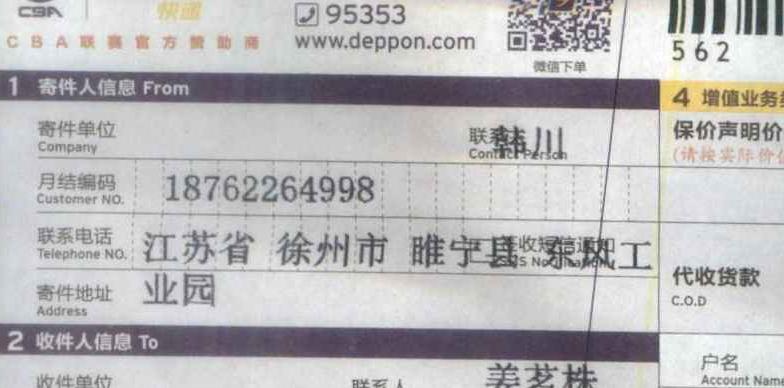 CBA
快递
95353
CBA联赛官方赞助商
www.deppon.com
微信下单
562
1 寄件人信息 From
4 增值业务
寄件单位
Company
联系
韩川
Contact Person
保价声明价
(请按实际价
月结编码
Customer NO.
18762264998
联系电话
Telephone NO.
江苏省 徐州市 睢宁县 东风工
签收短信通知
SMS Notification
代收货款
C.O.D
寄件地址
Address
业园
2 收件人信息 To
户名
Account Name
收件单位
联系人
姜茗株